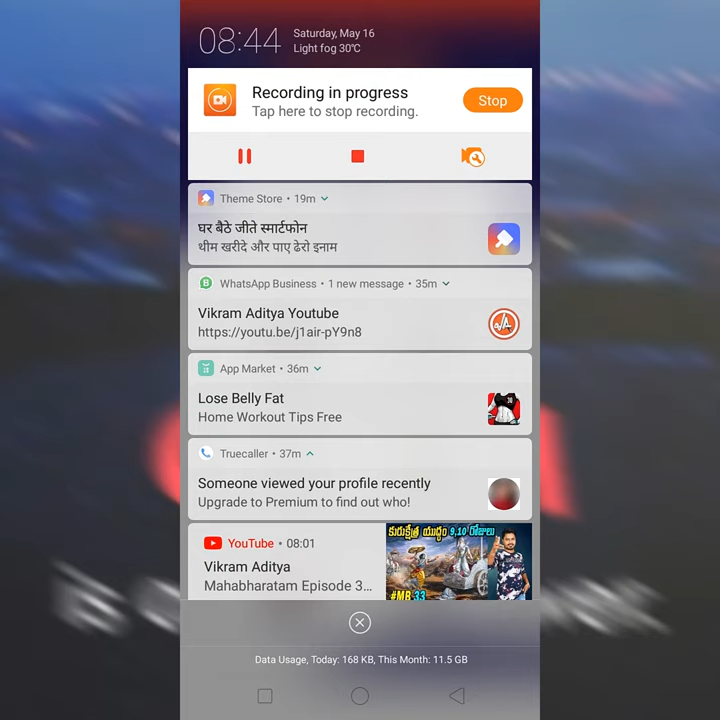 08:44
Saturday, May 16
Light fog 30°C
Recording in progress
Tap here to stop recording.
Stop
Theme Store • 19m
घर बैठे जीते स्मार्टफोन
थीम खरीदे और पाए ढेरो इनाम
WhatsApp Business • 1 new message • 35m
Vikram Aditya Youtube
https://youtu.be/j1air-pY9n8
App Market • 36m
Lose Belly Fat
Home Workout Tips Free
Truecaller • 37m
Someone viewed your profile recently
Upgrade to Premium to find out who!
YouTube • 08:01
Vikram Aditya
Mahabharatam Episode 3...
కురుక్షేత్ర యుద్ధం 9,10 రోజులు
#MB 33
Data Usage, Today: 168 KB, This Month: 11.5 GB